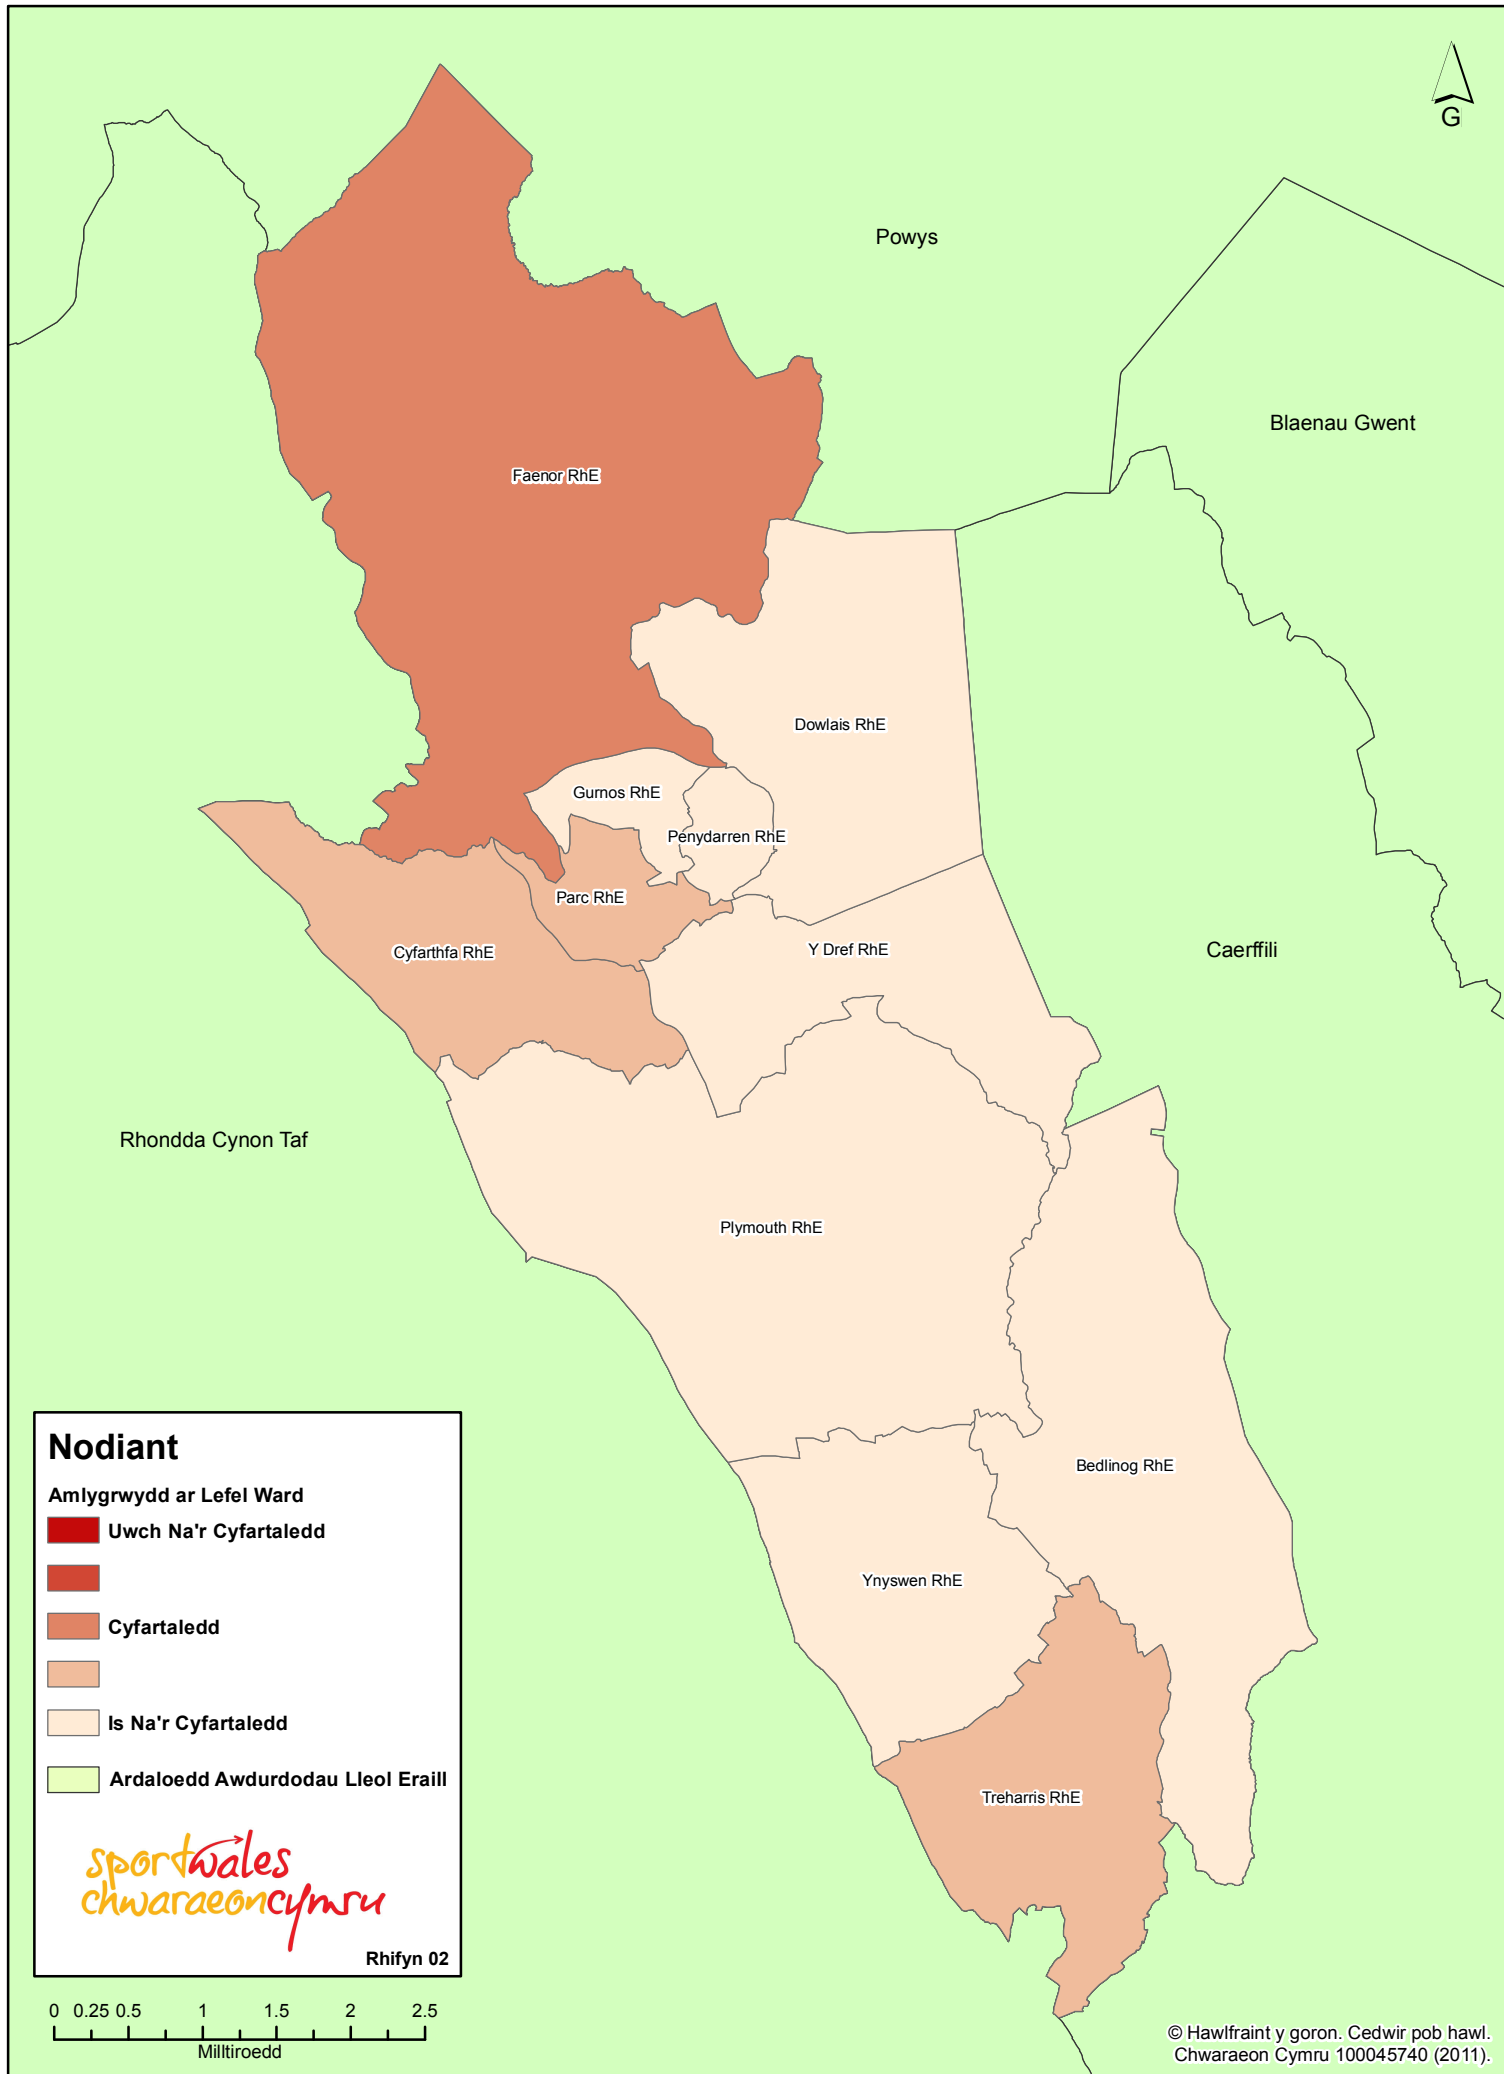 G
Powys
Blaenau Gwent
Faenor RhE
Dowlais RhE
Gurnos RhE
Penydarren RhE
Parc RhE
Cyfarthfa RhE
Y Dref RhE
Caerffili
Rhondda Cynon Taf
Plymouth RhE
Bedlinog RhE
Ynyswen RhE
Treharris RhE
Nodiant
Amlygrwydd ar Lefel Ward
Uwch Na'r Cyfartaledd
Cyfartaledd
Is Na'r Cyfartaledd
Ardaloedd Awdurdodau Lleol Eraill
sportwales
chwaraeoncymru
Rhifyn 02
0 0.25 0.5 1 1.5 2 2.5
Milltiroedd
© Hawlfraint y goron. Cedwir pob hawl.
Chwaraeon Cymru 100045740 (2011).